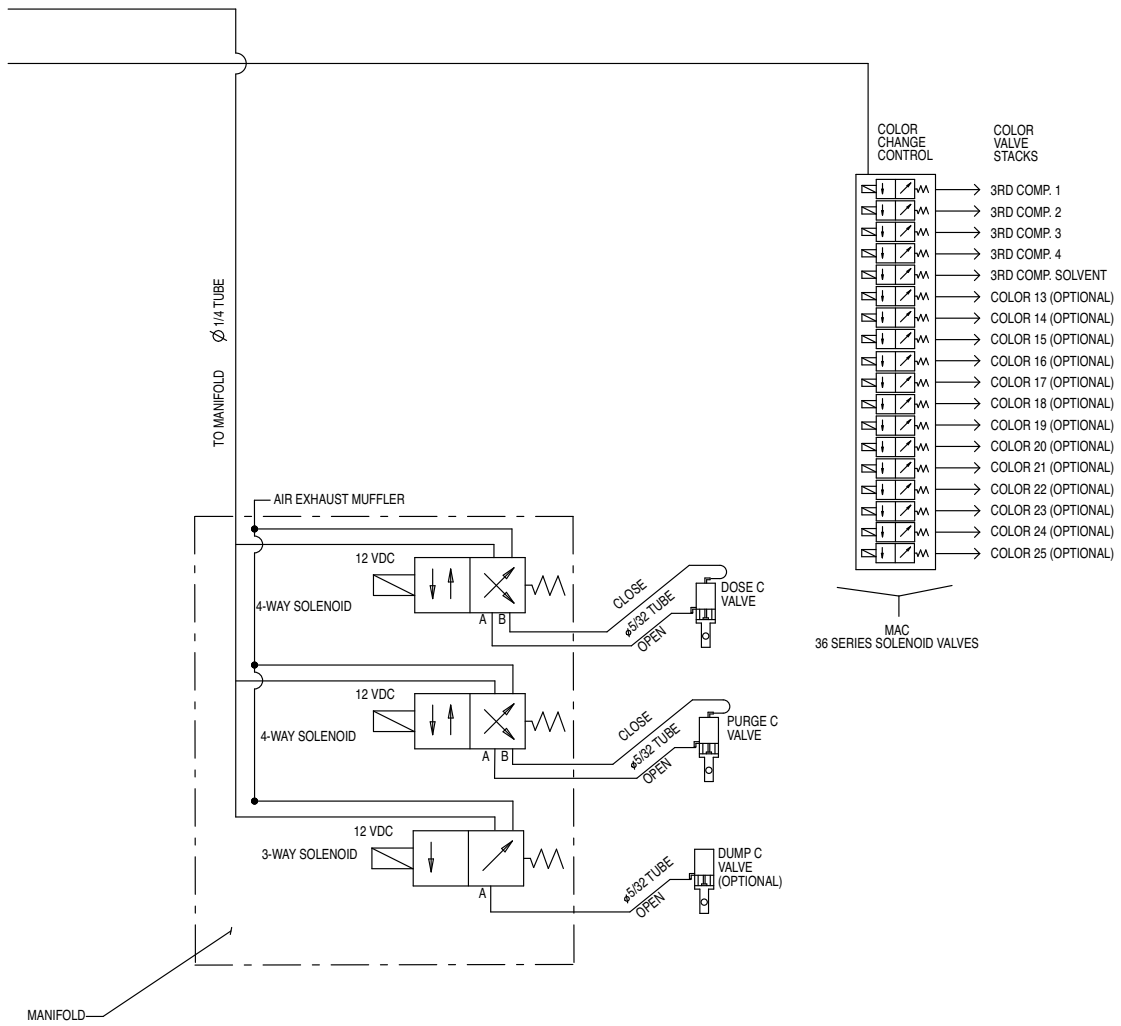 COLOR
CHANGE
CONTROL
COLOR
VALVE
STACKS
3RD COMP. 1
3RD COMP. 2
3RD COMP. 3
3RD COMP. 4
3RD COMP. SOLVENT
COLOR 13 (OPTIONAL)
COLOR 14 (OPTIONAL)
COLOR 15 (OPTIONAL)
COLOR 16 (OPTIONAL)
COLOR 17 (OPTIONAL)
COLOR 18 (OPTIONAL)
COLOR 19 (OPTIONAL)
COLOR 20 (OPTIONAL)
COLOR 21 (OPTIONAL)
COLOR 22 (OPTIONAL)
COLOR 23 (OPTIONAL)
COLOR 24 (OPTIONAL)
COLOR 25 (OPTIONAL)
MAC
36 SERIES SOLENOID VALVES
TO MANIFOLD Ø 1/4 TUBE
AIR EXHAUST MUFFLER
12 VDC
4-WAY SOLENOID
A B
CLOSE
ø5/32 TUBE
OPEN
DOSE C
VALVE
12 VDC
4-WAY SOLENOID
A B
CLOSE
ø5/32 TUBE
OPEN
PURGE C
VALVE
12 VDC
3-WAY SOLENOID
A
ø5/32 TUBE
OPEN
DUMP C
VALVE
(OPTIONAL)
MANIFOLD